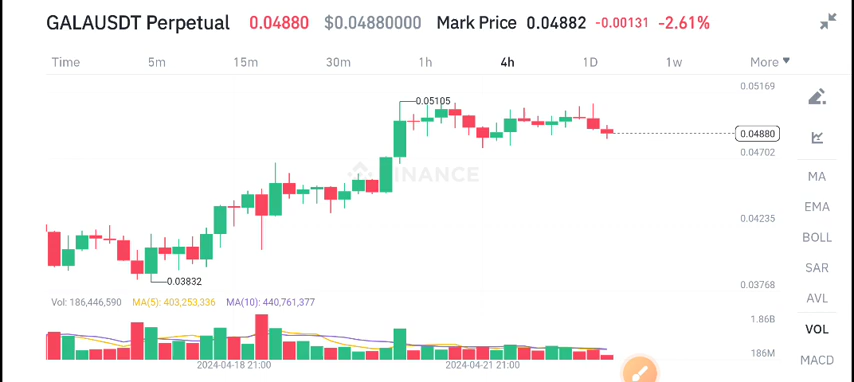 GALAUSDT Perpetual 0.04880 $0.04880000 Mark Price 0.04882 -0.00131 -2.61%
Time 5m 15m 30m 1h 4h 1D 1w More
0.05169
0.05105
0.04880
0.04702
BINANCE
MA
EMA
0.04235
BOLL
SAR
0.03832
0.03768
AVL
Vol: 186,446,590 MA(5): 403,253,336 MA(10): 440,761,377
1.86B
VOL
186M
MACD
2024-04-18 21:00 2024-04-21 21:00